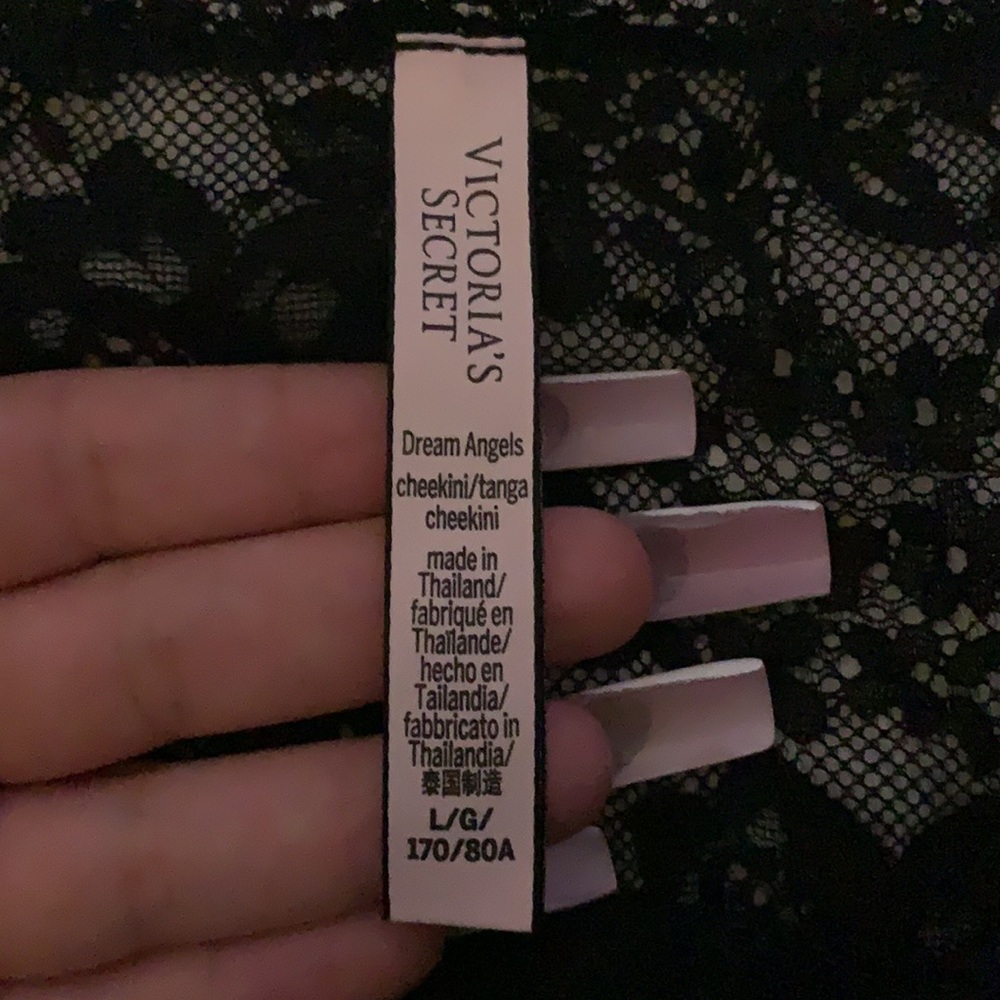 VICTORIA'S
SECRET
Dream Angels
cheekini/tanga
cheekini
made in
Thailand/
fabriqué en
Thaïlande/
hecho en
Tailandia/
fabbricato in
Thailandia/
泰国制造
L/G/
170/80A